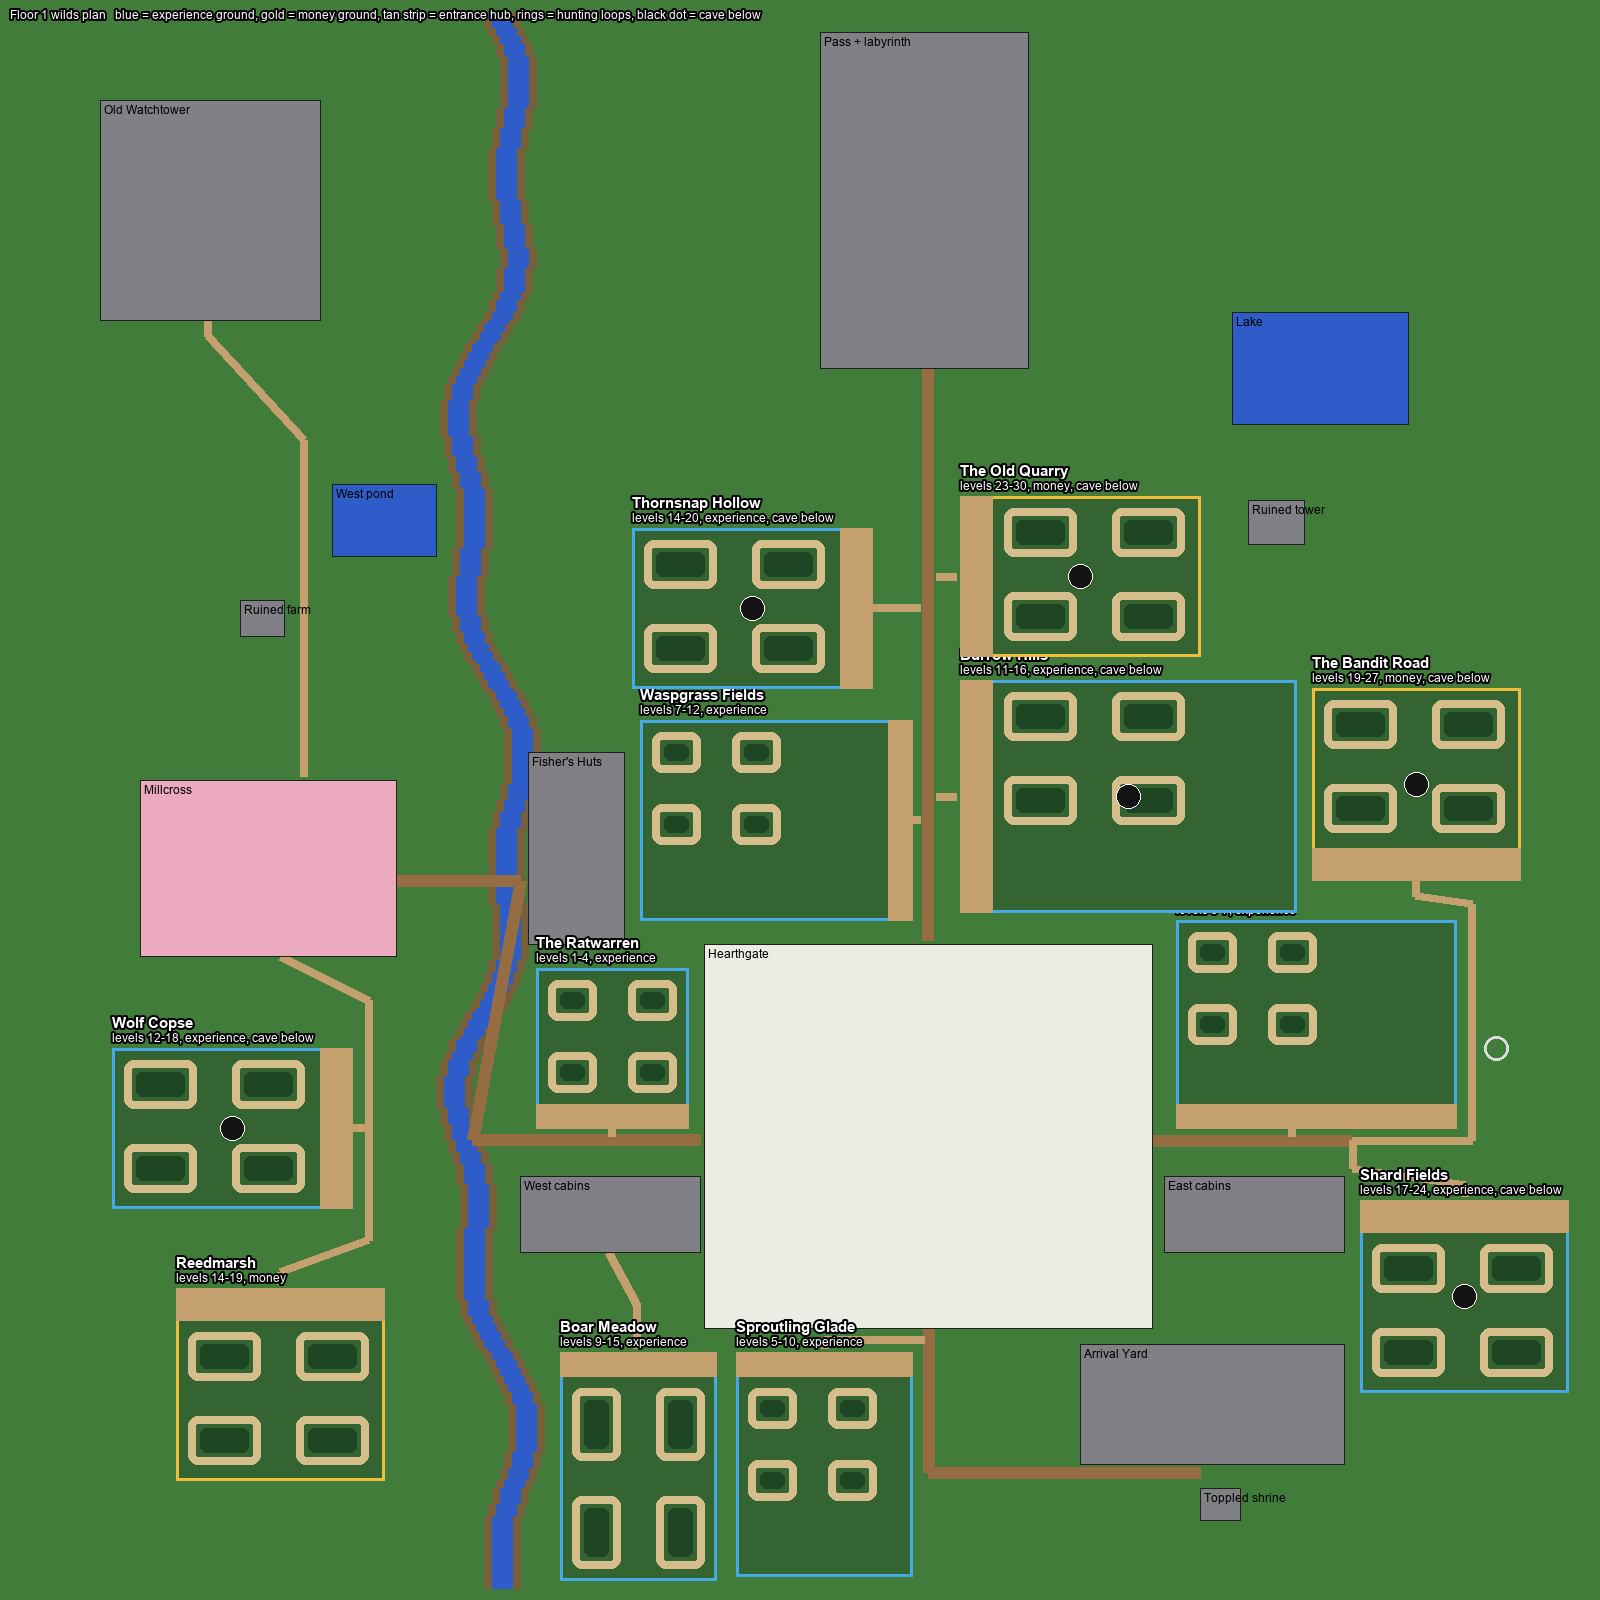 Floor 1 wilds plan   blue = experience ground, gold = money ground, tan strip = entrance hub, rings = hunting loops, black dot = cave below
Pass + labyrinth
Old Watchtower
Lake
The Old Quarry
levels 23-30, money, cave below
West pond
Thornsnap Hollow
levels 14-20, experience, cave below
Ruined tower
Ruined farm
Burrow Hills
levels 11-16, experience, cave below
The Bandit Road
levels 19-27, money, cave below
Waspgrass Fields
levels 7-12, experience
Fisher's Huts
Millcross
The Ratwarren
levels 1-4, experience
Hearthgate
Wolf Copse
levels 12-18, experience, cave below
West cabins
East cabins
Shard Fields
levels 17-24, experience, cave below
Reedmarsh
levels 14-19, money
Boar Meadow
levels 9-15, experience
Sproutling Glade
levels 5-10, experience
Arrival Yard
Toppled shrine